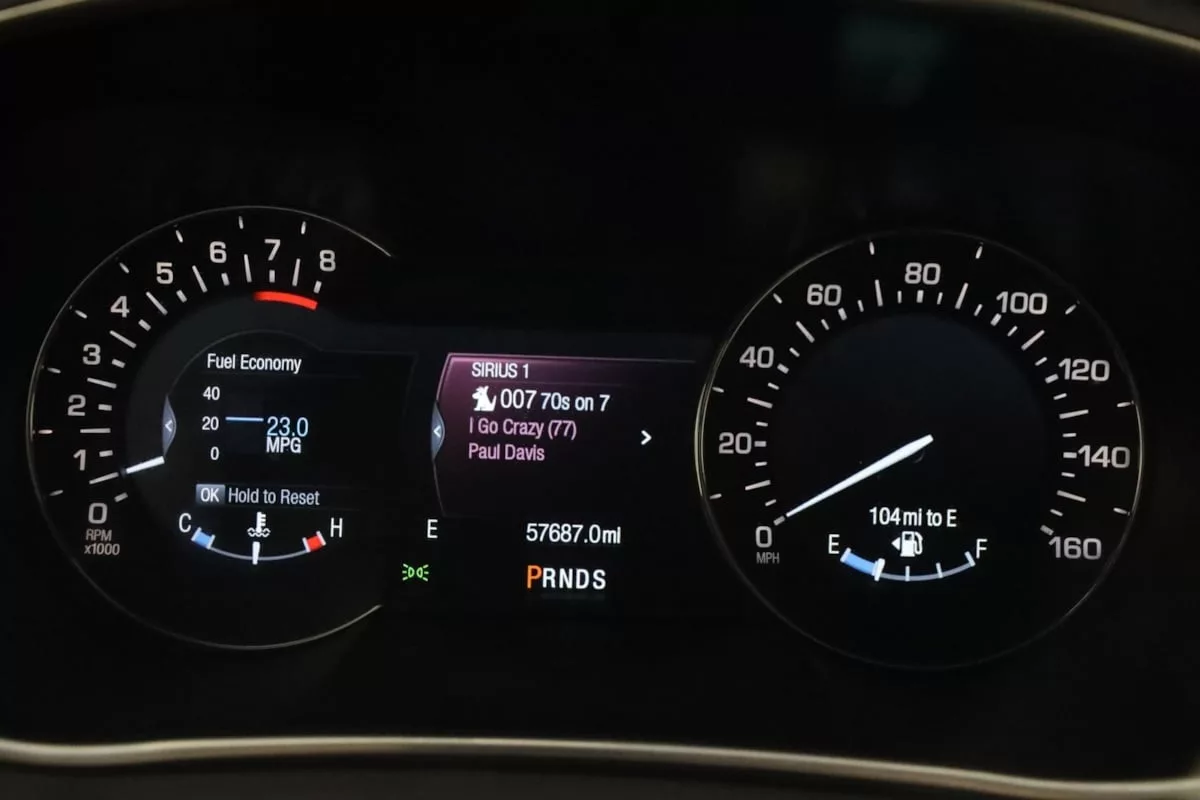 0
1
2
3
4
5
6
7
8
RPM
x1000
Fuel Economy
40
20
0
23.0
MPG
OK Hold to Reset
C H
SIRIUS 1
007 70s on 7
I Go Crazy (77)
Paul Davis
E
57687.0mi
PRNDS
0
20
40
60
80
100
120
140
160
MPH
104 mi to E
E F